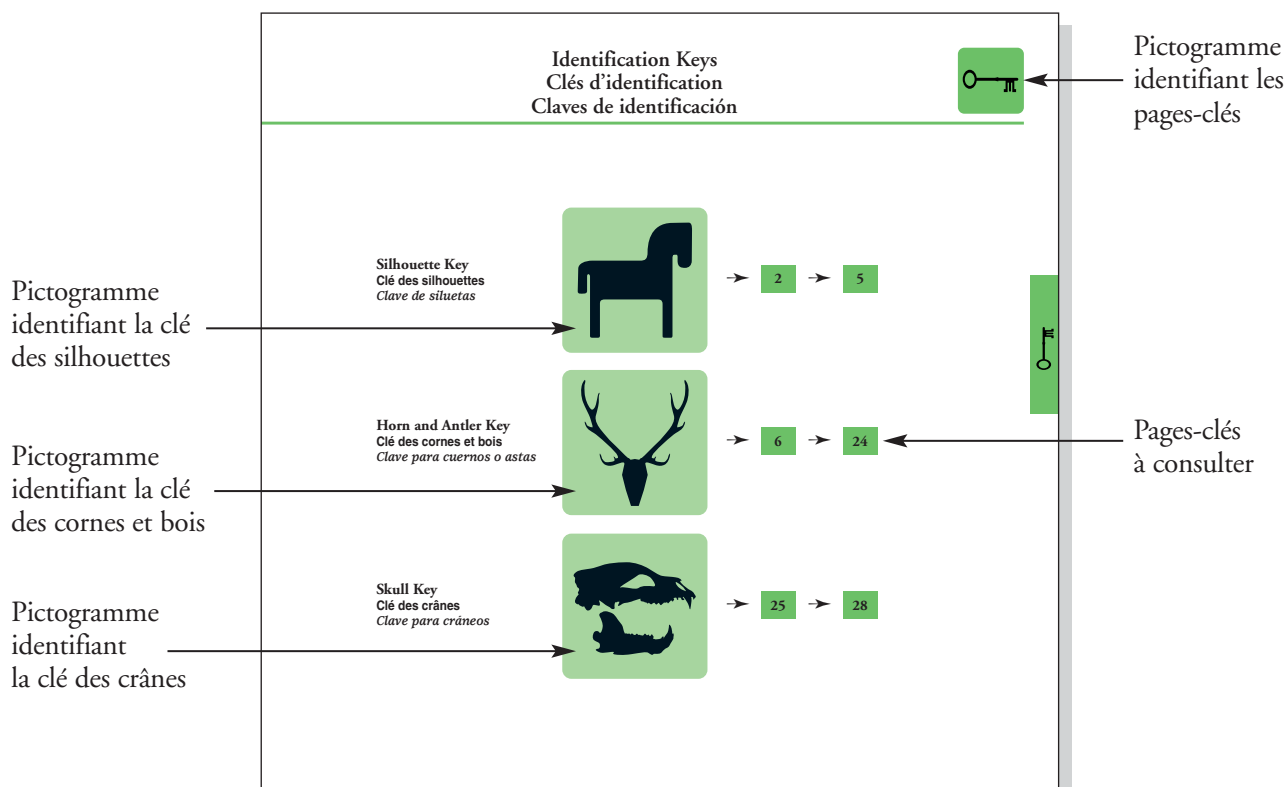 Identification Keys
Clés d'identification
Claves de identificación
Pictogramme
identifiant les
pages-clés
Silhouette Key
Clé des silhouettes
Clave de siluetas
2
5
Pictogramme
identifiant la clé
des silhouettes
Horn and Antler Key
Clé des cornes et bois
Clave para cuernos o astas
6
24
Pages-clés
à consulter
Pictogramme
identifiant la clé
des cornes et bois
Skull Key
Clé des crânes
Clave para cráneos
25
28
Pictogramme
identifiant
la clé des crânes